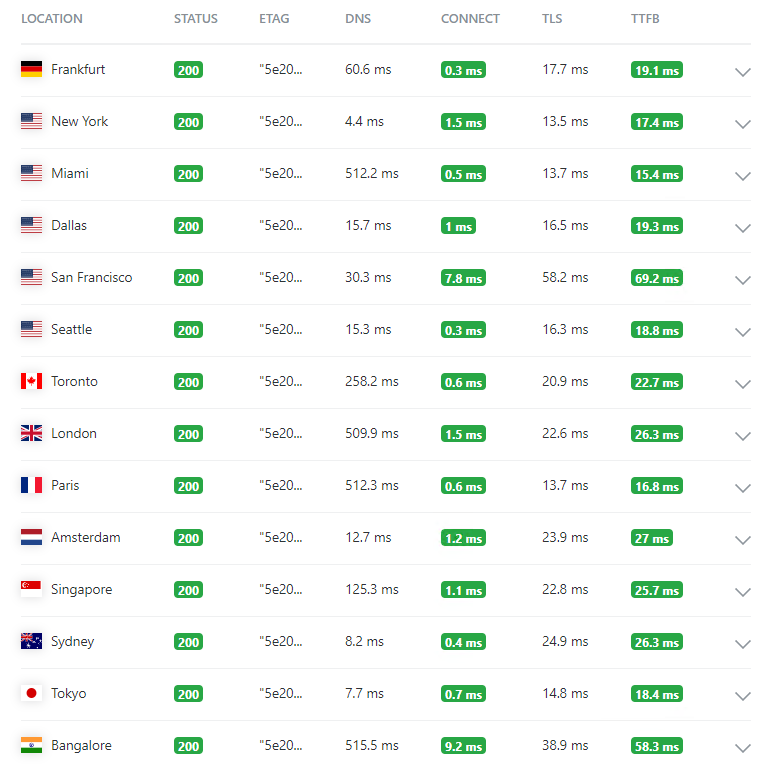 LOCATION STATUS ETAG DNS CONNECT TLS TTFB
Frankfurt 200 "5e20... 60.6 ms 0.3 ms 17.7 ms 19.1 ms
New York 200 "5e20... 4.4 ms 1.5 ms 13.5 ms 17.4 ms
Miami 200 "5e20... 512.2 ms 0.5 ms 13.7 ms 15.4 ms
Dallas 200 "5e20... 15.7 ms 1 ms 16.5 ms 19.3 ms
San Francisco 200 "5e20... 30.3 ms 7.8 ms 58.2 ms 69.2 ms
Seattle 200 "5e20... 15.3 ms 0.3 ms 16.3 ms 18.8 ms
Toronto 200 "5e20... 258.2 ms 0.6 ms 20.9 ms 22.7 ms
London 200 "5e20... 509.9 ms 1.5 ms 22.6 ms 26.3 ms
Paris 200 "5e20... 512.3 ms 0.6 ms 13.7 ms 16.8 ms
Amsterdam 200 "5e20... 12.7 ms 1.2 ms 23.9 ms 27 ms
Singapore 200 "5e20... 125.3 ms 1.1 ms 22.8 ms 25.7 ms
Sydney 200 "5e20... 8.2 ms 0.4 ms 24.9 ms 26.3 ms
Tokyo 200 "5e20... 7.7 ms 0.7 ms 14.8 ms 18.4 ms
Bangalore 200 "5e20... 515.5 ms 9.2 ms 38.9 ms 58.3 ms